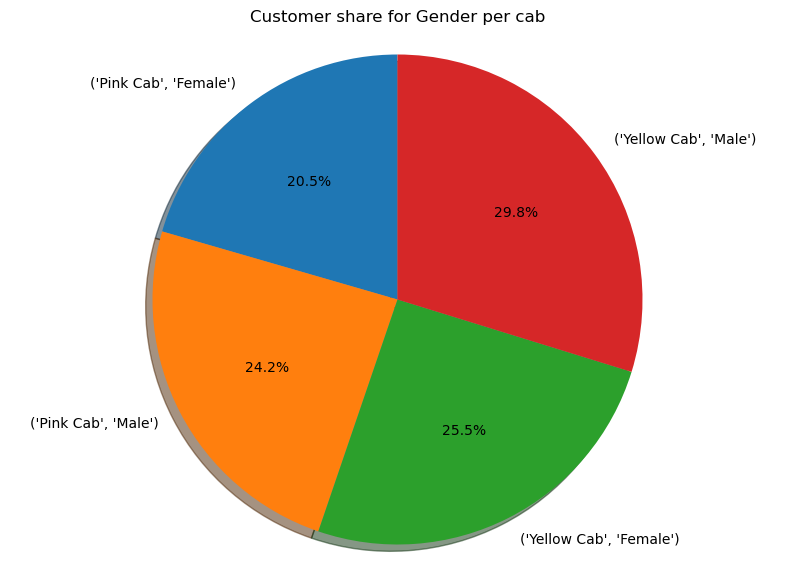 Customer share for Gender per cab
('Pink Cab', 'Female')
('Yellow Cab', 'Male')
20.5%
29.8%
24.2%
('Pink Cab', 'Male')
25.5%
('Yellow Cab', 'Female')